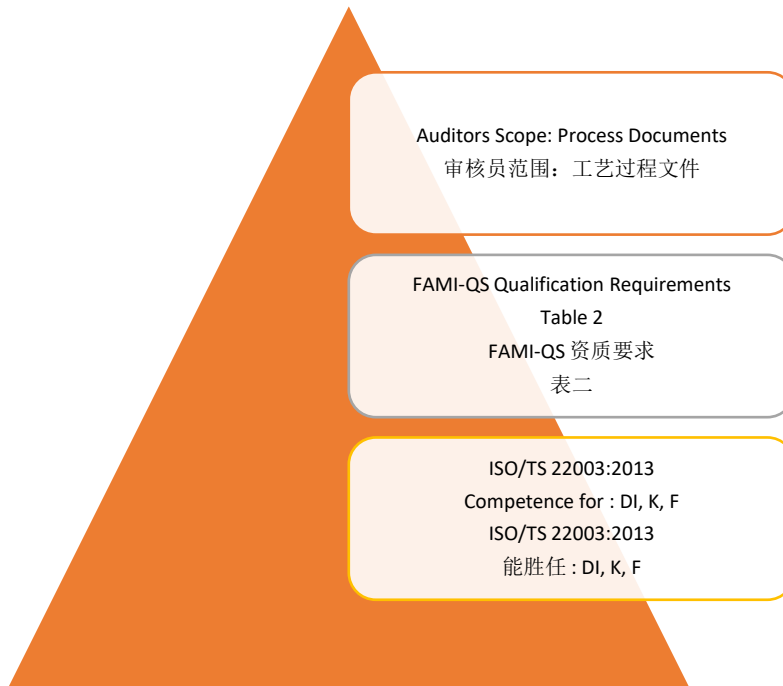 Auditors Scope: Process Documents
审核员范围：工艺过程文件
FAMI-QS Qualification Requirements
Table 2
FAMI-QS 资质要求
表二
ISO/TS 22003:2013
Competence for : DI, K, F
ISO/TS 22003:2013
能胜任 : DI, K, F